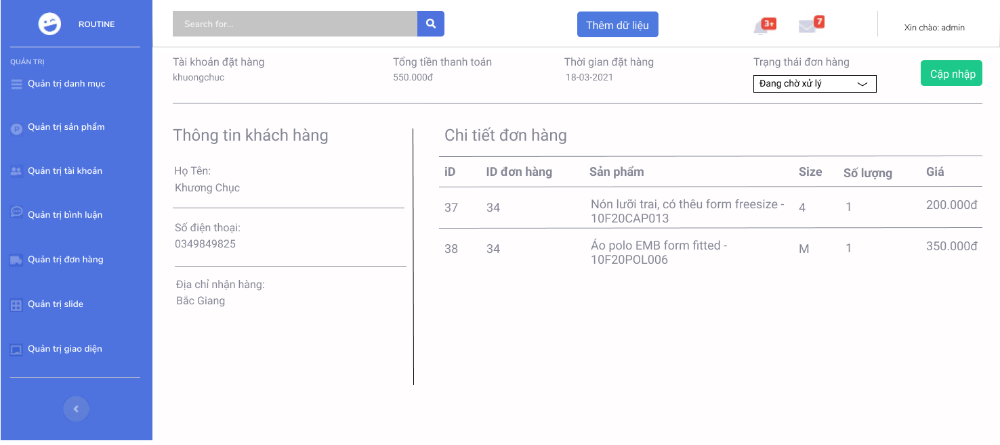 ROUTINE
Search for...
Thêm dữ liệu
3+
7
Xin chào: admin
QUẢN TRỊ
Quản trị danh mục
Quản trị sản phẩm
Quản trị tài khoản
Quản trị bình luận
Quản trị đơn hàng
Quản trị slide
Quản trị giao diện
Tài khoản đặt hàng
khuongchuc
Tổng tiền thanh toán
550.000đ
Thời gian đặt hàng
18-03-2021
Trạng thái đơn hàng
Đang chờ xử lý
Cập nhập
Thông tin khách hàng
Họ Tên:
Khương Chục
Số điện thoại:
0349849825
Địa chỉ nhận hàng:
Bắc Giang
Chi tiết đơn hàng
iD ID đơn hàng Sản phẩm Size Số lượng Giá
37 34 Nón lưỡi trai, có thêu form freesize - 4 1 200.000đ
10F20CAP013
38 34 Áo polo EMB form fitted - M 1 350.000đ
10F20POL006